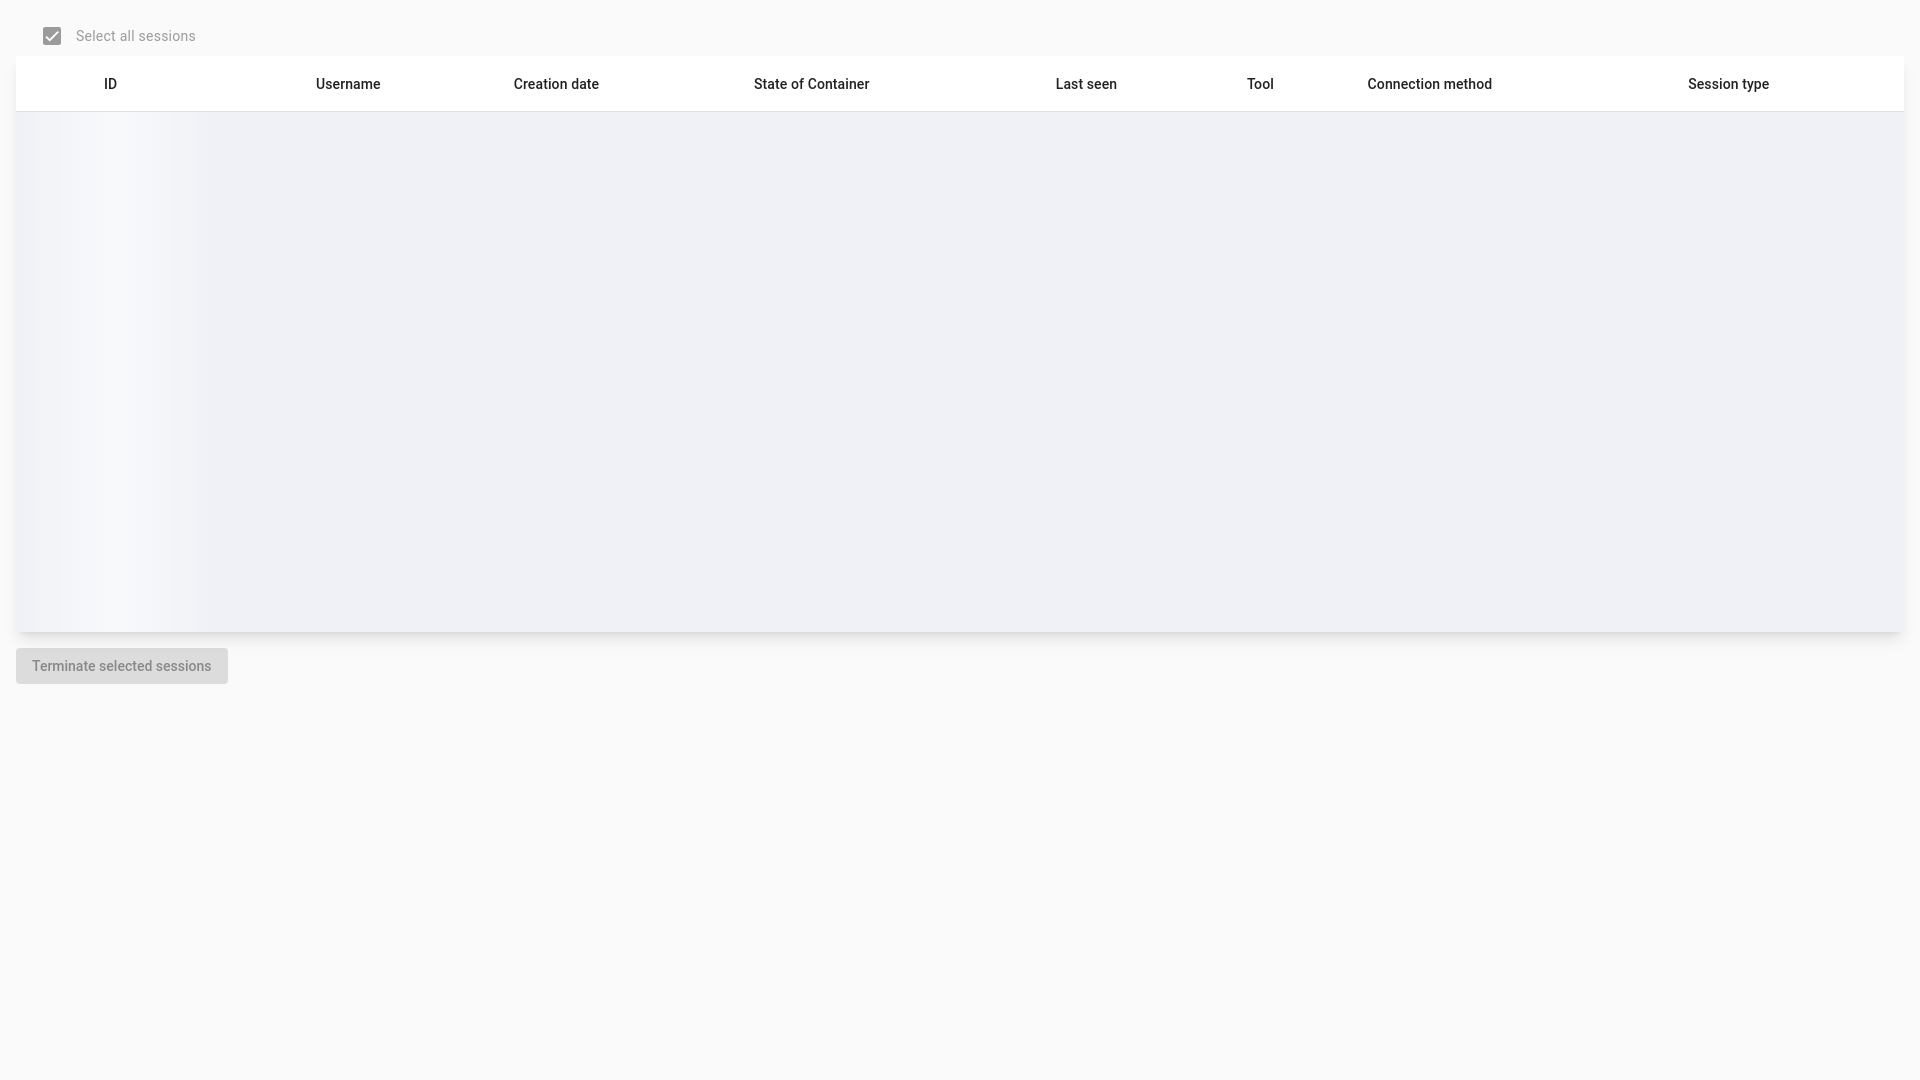 Select all sessions
ID Username Creation date State of Container Last seen Tool Connection method Session type
Terminate selected sessions